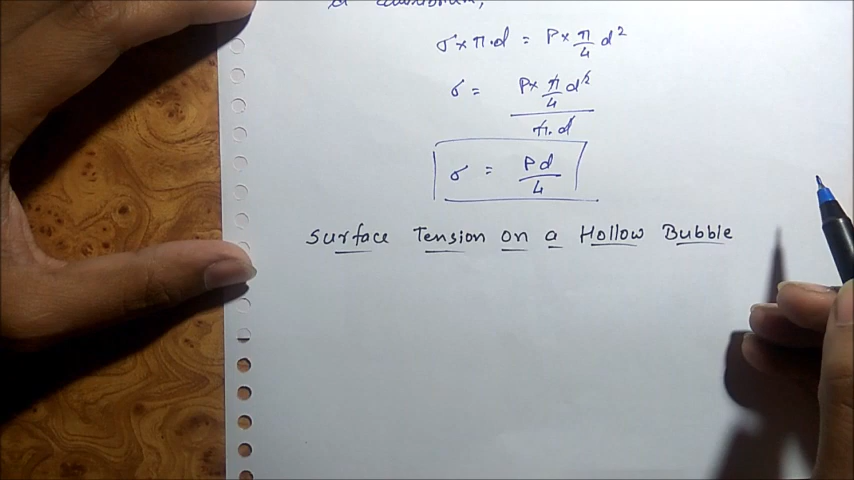 σ × π.d = P × π/4 d²
σ = P × π/4 d² / π.d
σ = Pd/4
Surface Tension on a Hollow Bubble